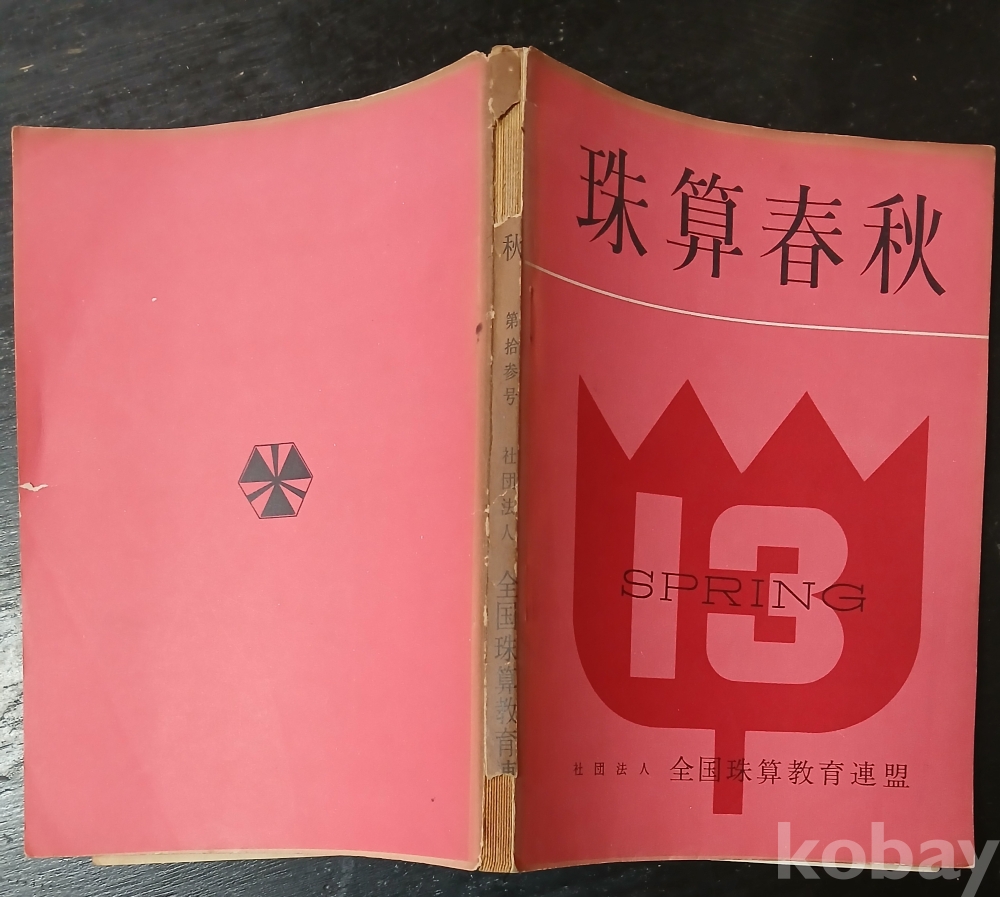 珠算春秋
13
SPRING
社団法人 全国珠算教育連盟
秋 第拾参号 社団法人 全国珠算教育連
kobay